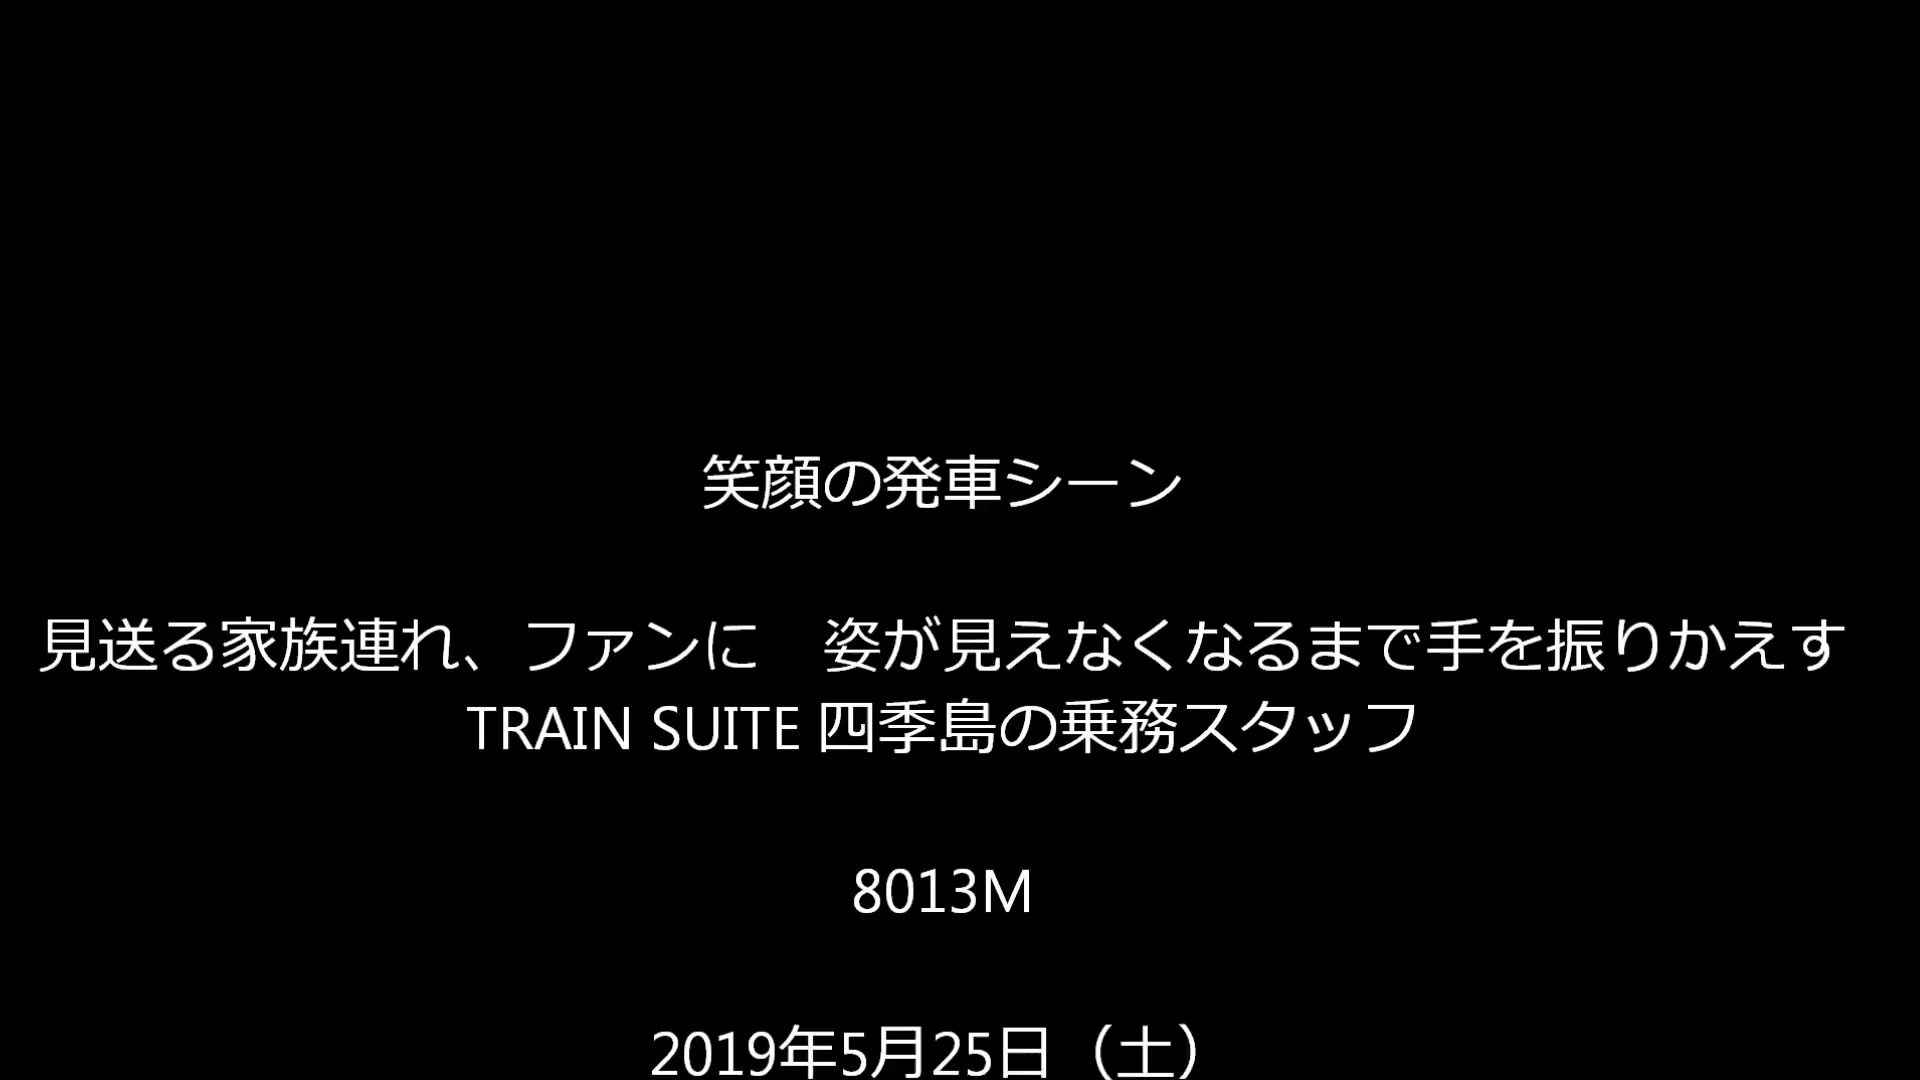 笑顔の発車シーン
見送る家族連れ、ファンに　姿が見えなくなるまで手を振りかえす
TRAIN SUITE 四季島の乗務スタッフ
8013M
2019年5月25日（土）